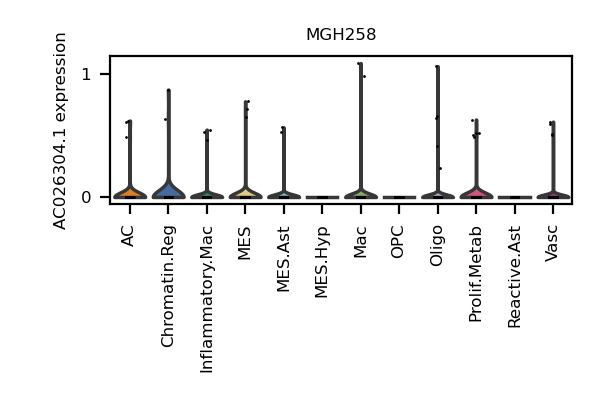 MGH258
AC026304.1 expression
1
0
AC
Chromatin.Reg
Inflammatory.Mac
MES
MES.Ast
MES.Hyp
Mac
OPC
Oligo
Prolif.Metab
Reactive.Ast
Vasc